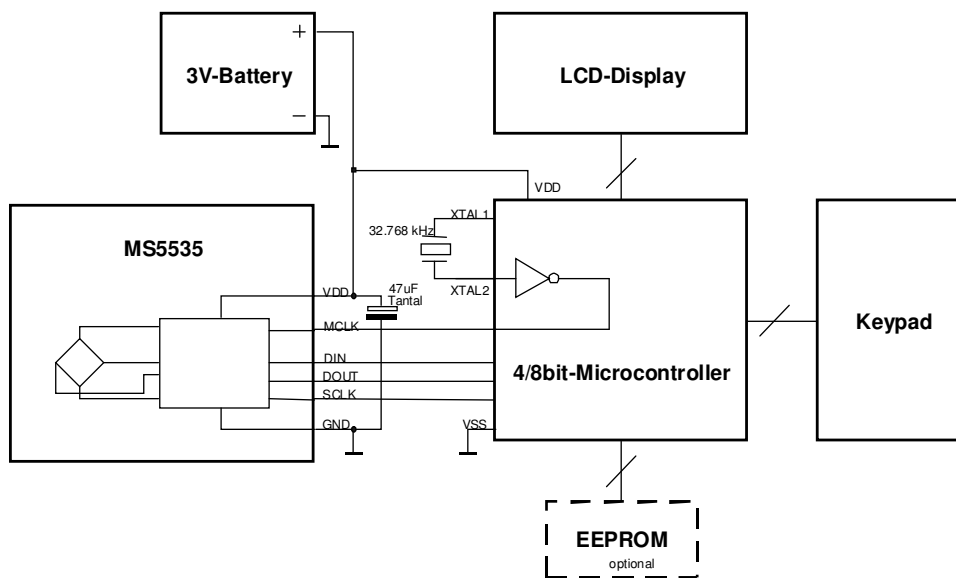 +
3V-Battery
−
LCD-Display
VDD
MS5535
XTAL1
32.768 kHz
XTAL2
VDD
47uF
Tantal
MCLK
DIN
DOUT
SCLK
GND
VSS
4/8bit-Microcontroller
Keypad
EEPROM
optional